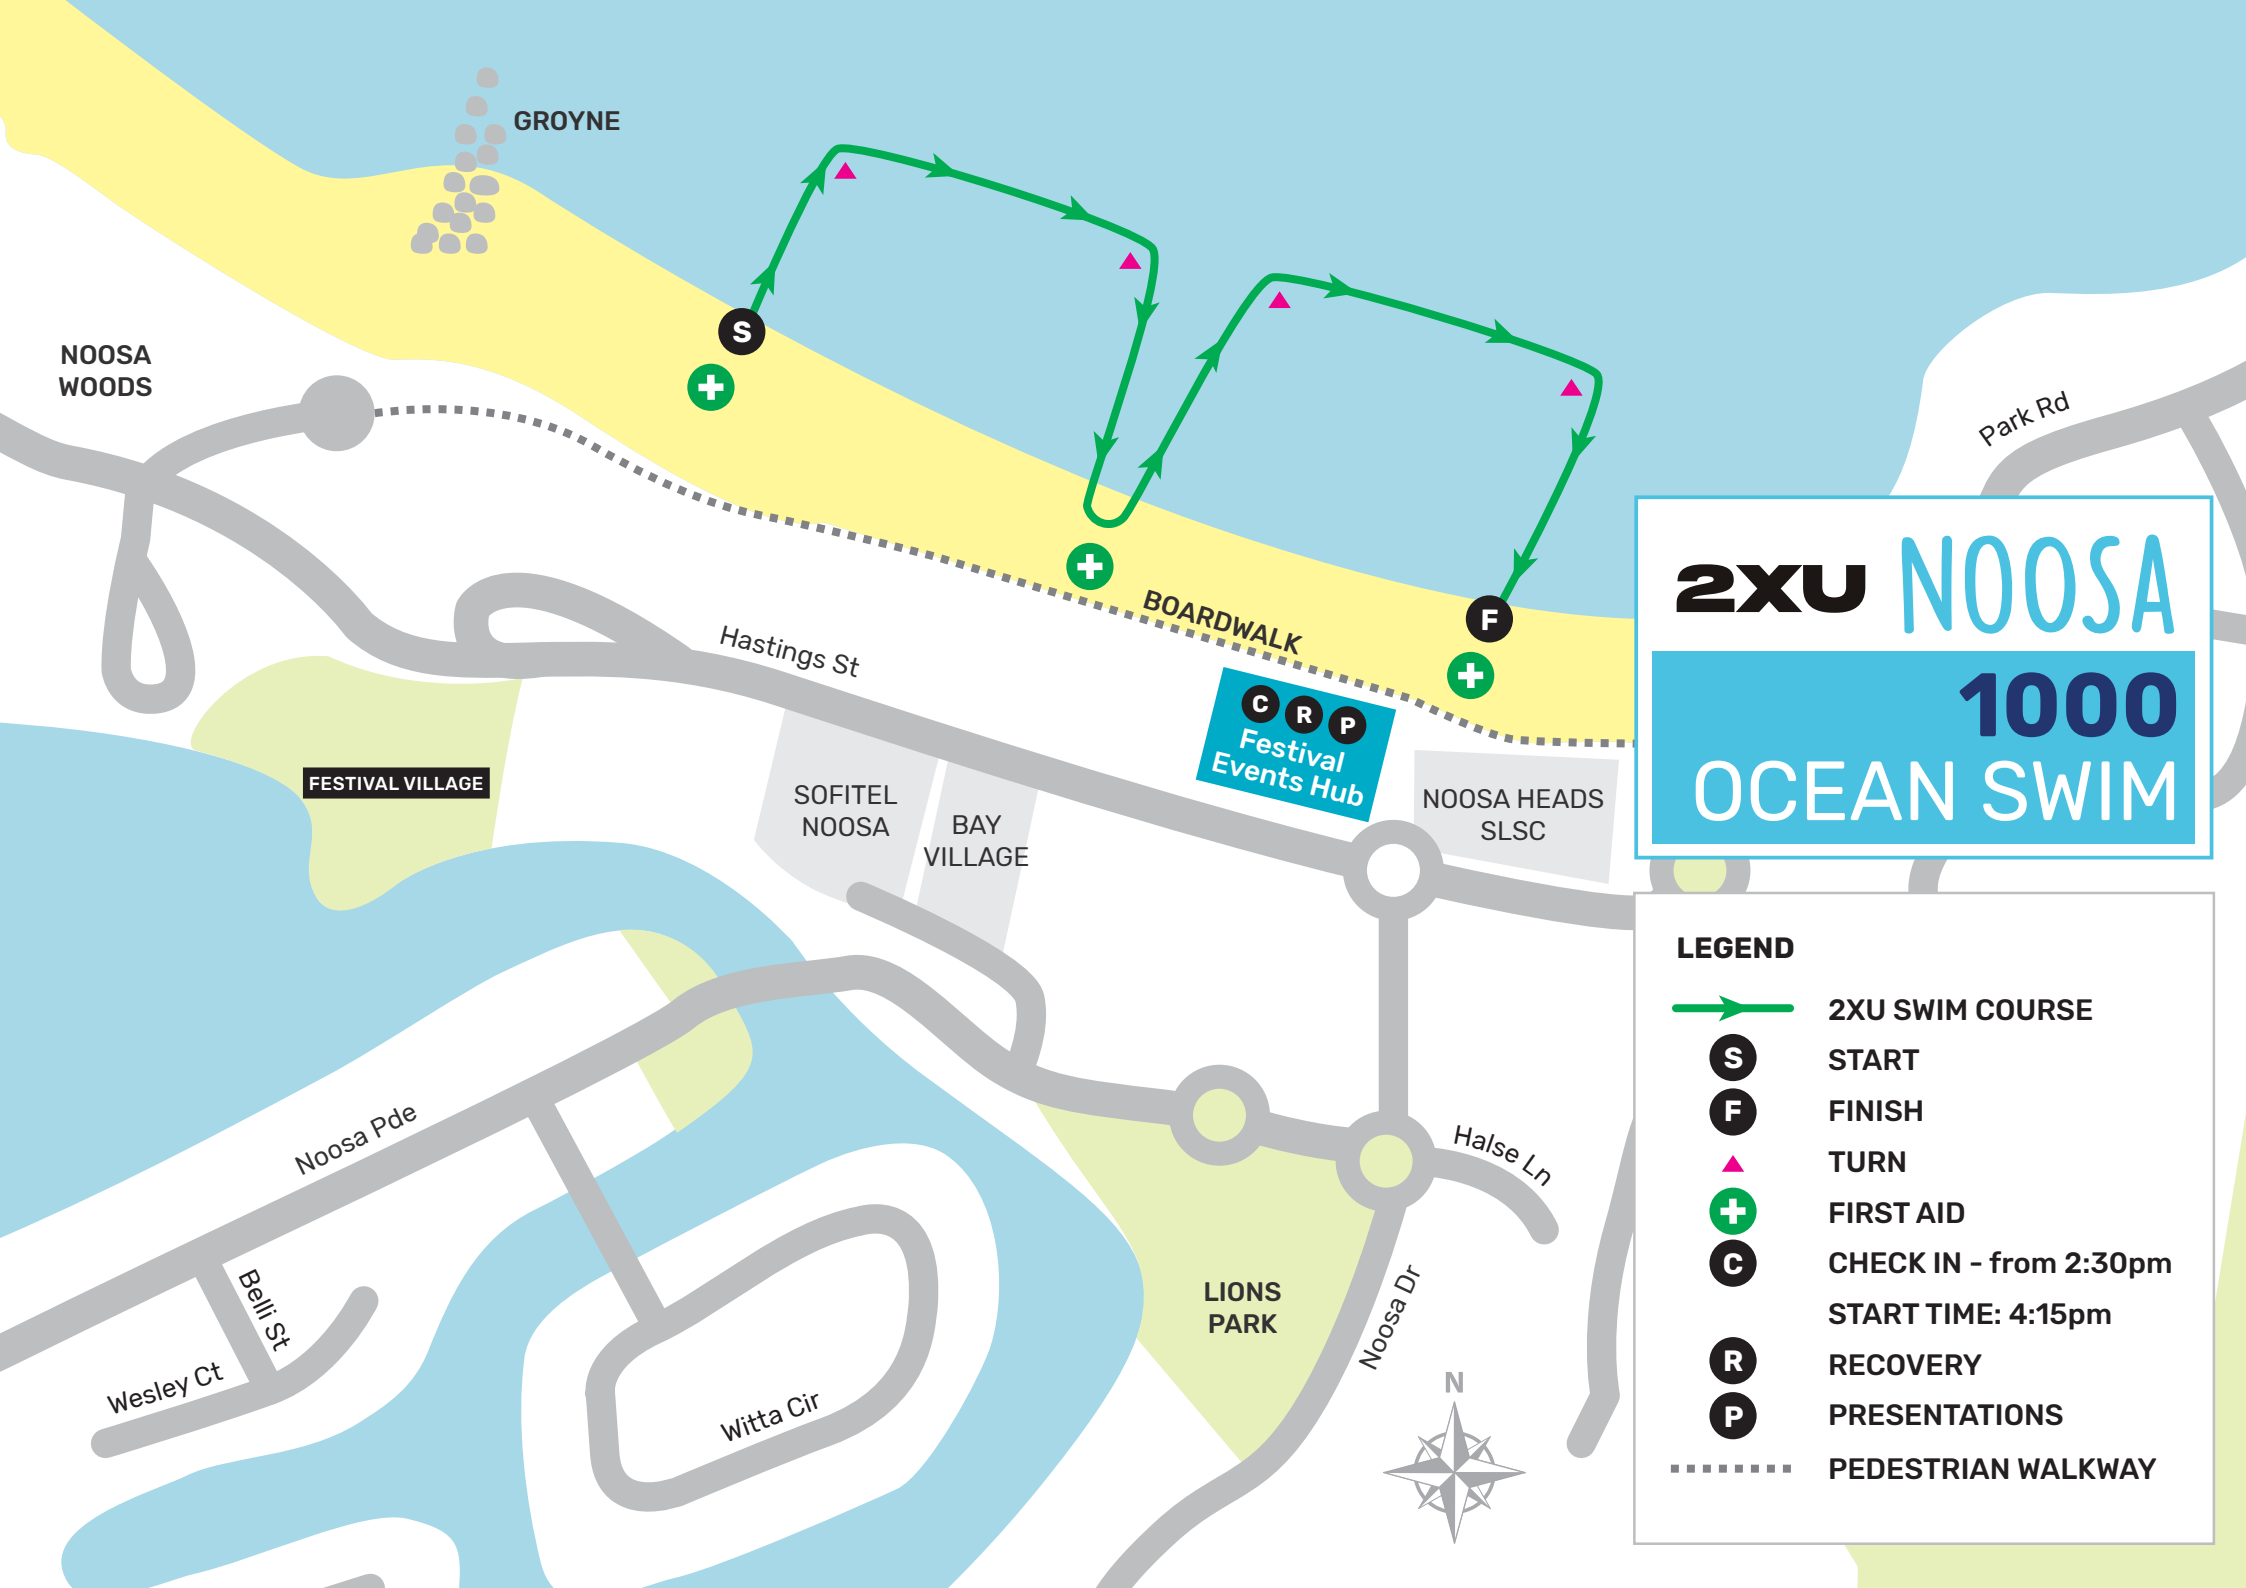 GROYNE
S
NOOSA
WOODS
Park Rd
BOARDWALK
F
Hastings St
C R P
Festival
Events Hub
FESTIVAL VILLAGE
SOFITEL
NOOSA
BAY
VILLAGE
NOOSA HEADS
SLSC
2XU NOOSA
1000
OCEAN SWIM
Noosa Pde
Belli St
Wesley Ct
Witta Cir
Halse Ln
LIONS
PARK
Noosa Dr
N
LEGEND
2XU SWIM COURSE
S START
F FINISH
TURN
FIRST AID
C CHECK IN - from 2:30pm
START TIME: 4:15pm
R RECOVERY
P PRESENTATIONS
PEDESTRIAN WALKWAY